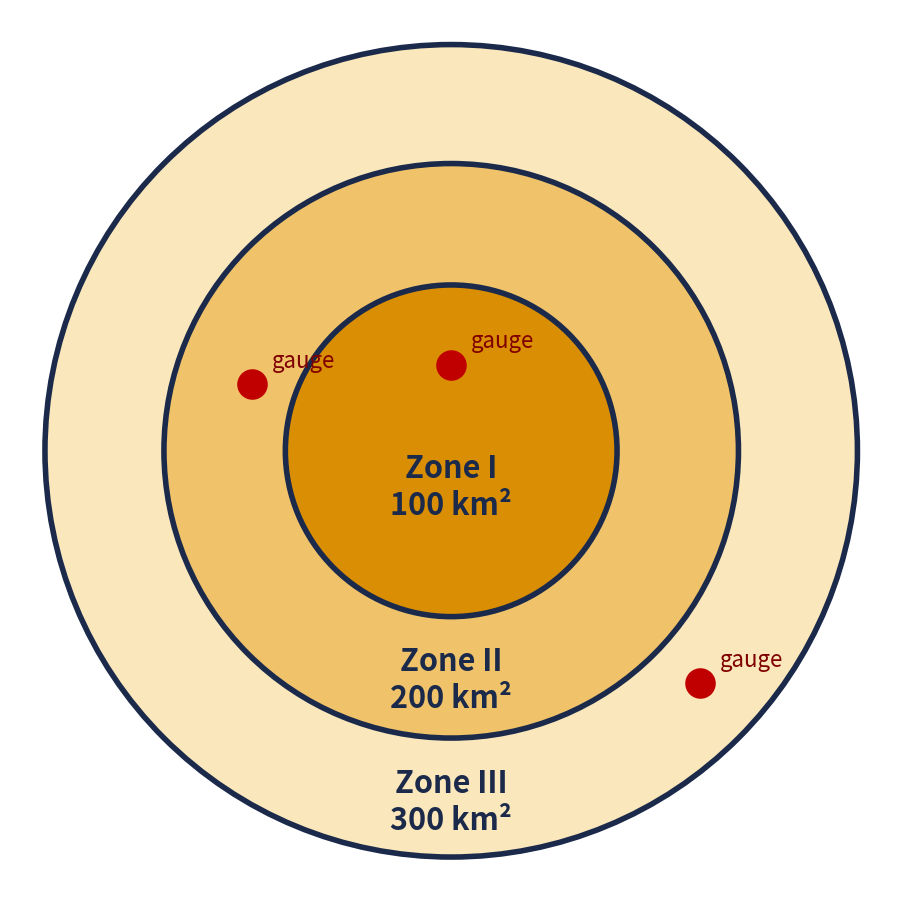 gauge
gauge
Zone I
100 km²
Zone II
200 km²
gauge
Zone III
300 km²